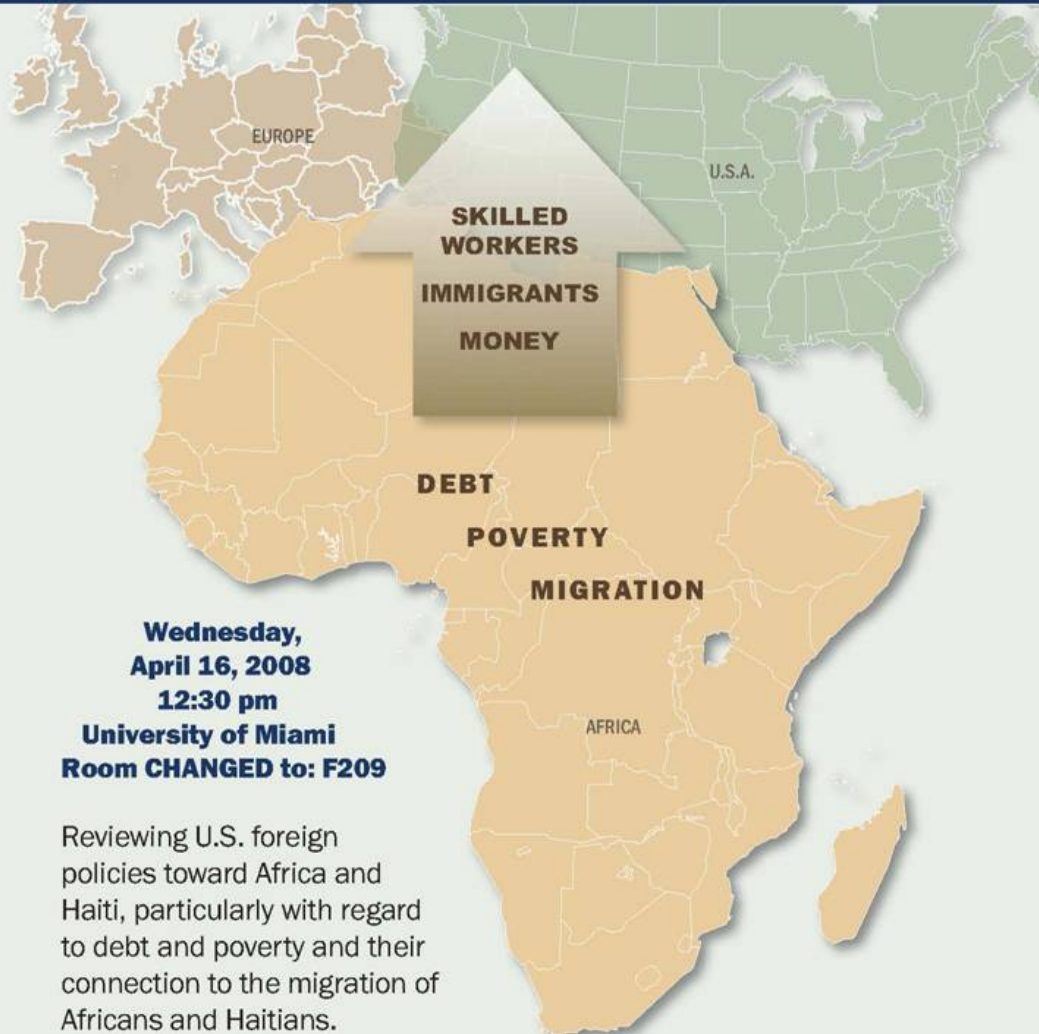 EUROPE
U.S.A.
SKILLED
WORKERS
IMMIGRANTS
MONEY
DEBT
POVERTY
MIGRATION
AFRICA
Wednesday,
April 16, 2008
12:30 pm
University of Miami
Room CHANGED to: F209
Reviewing U.S. foreign
policies toward Africa and
Haiti, particularly with regard
to debt and poverty and their
connection to the migration of
Africans and Haitians.